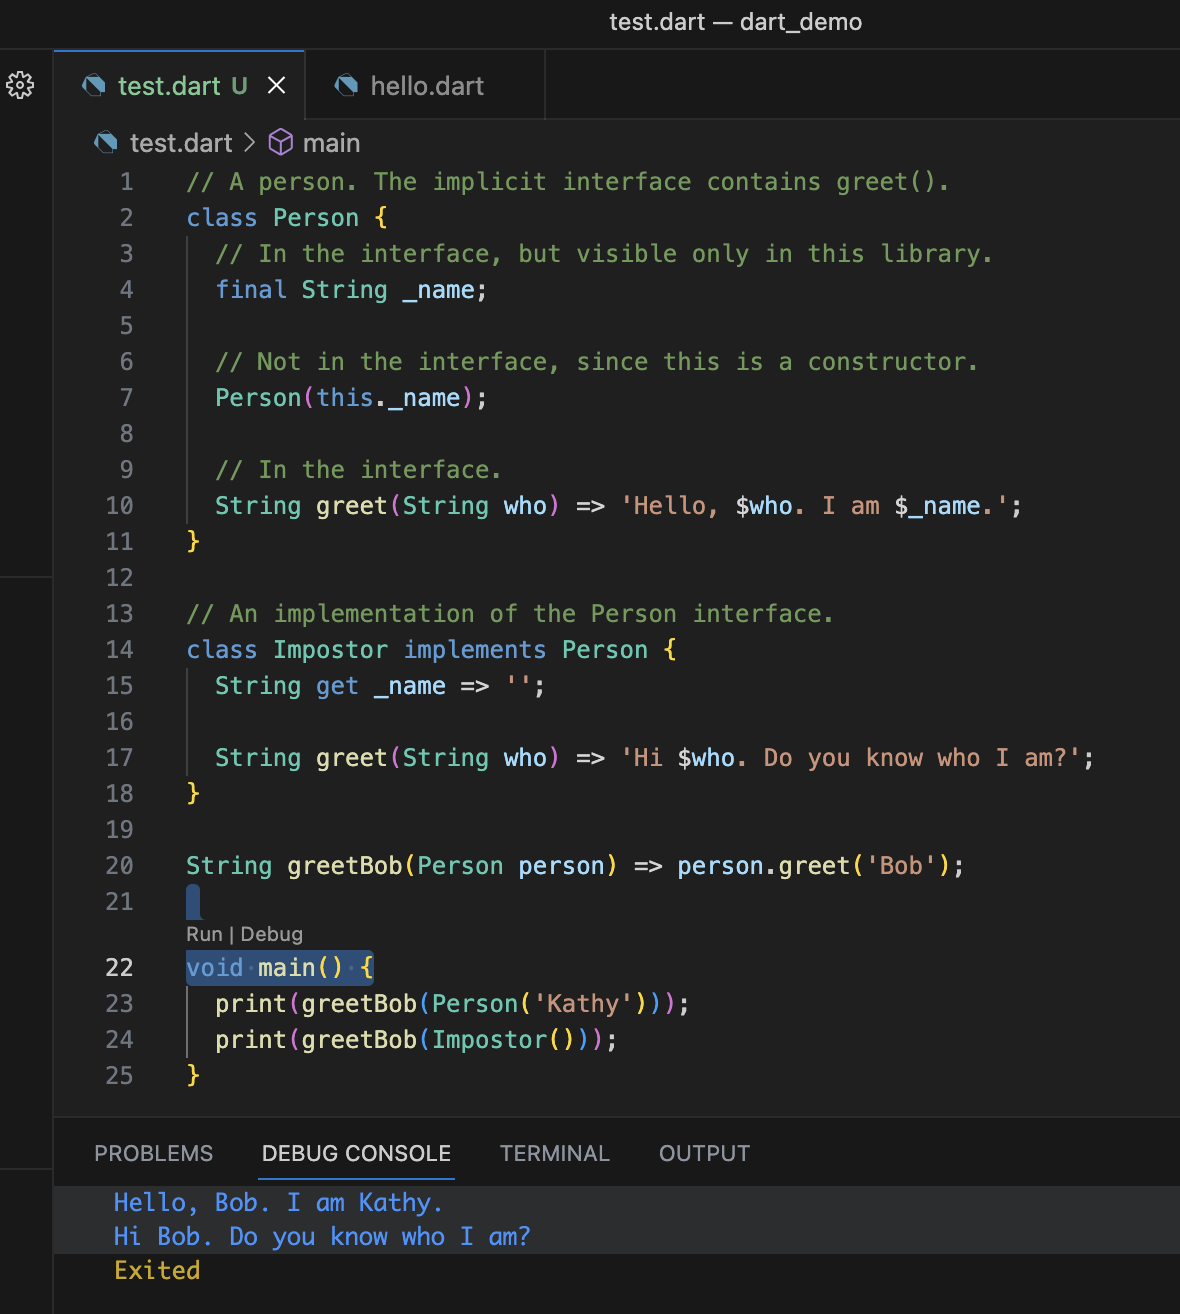 test.dart — dart_demo
test.dart U hello.dart
test.dart > main
1 // A person. The implicit interface contains greet().
2 class Person {
3   // In the interface, but visible only in this library.
4   final String _name;
5
6   // Not in the interface, since this is a constructor.
7   Person(this._name);
8
9   // In the interface.
10   String greet(String who) => 'Hello, $who. I am $_name.';
11 }
12
13 // An implementation of the Person interface.
14 class Impostor implements Person {
15   String get _name => '';
16
17   String greet(String who) => 'Hi $who. Do you know who I am?';
18 }
19
20 String greetBob(Person person) => person.greet('Bob');
21
Run | Debug
22 void main() {
23   print(greetBob(Person('Kathy')));
24   print(greetBob(Impostor()));
25 }
PROBLEMS DEBUG CONSOLE TERMINAL OUTPUT
Hello, Bob. I am Kathy.
Hi Bob. Do you know who I am?
Exited